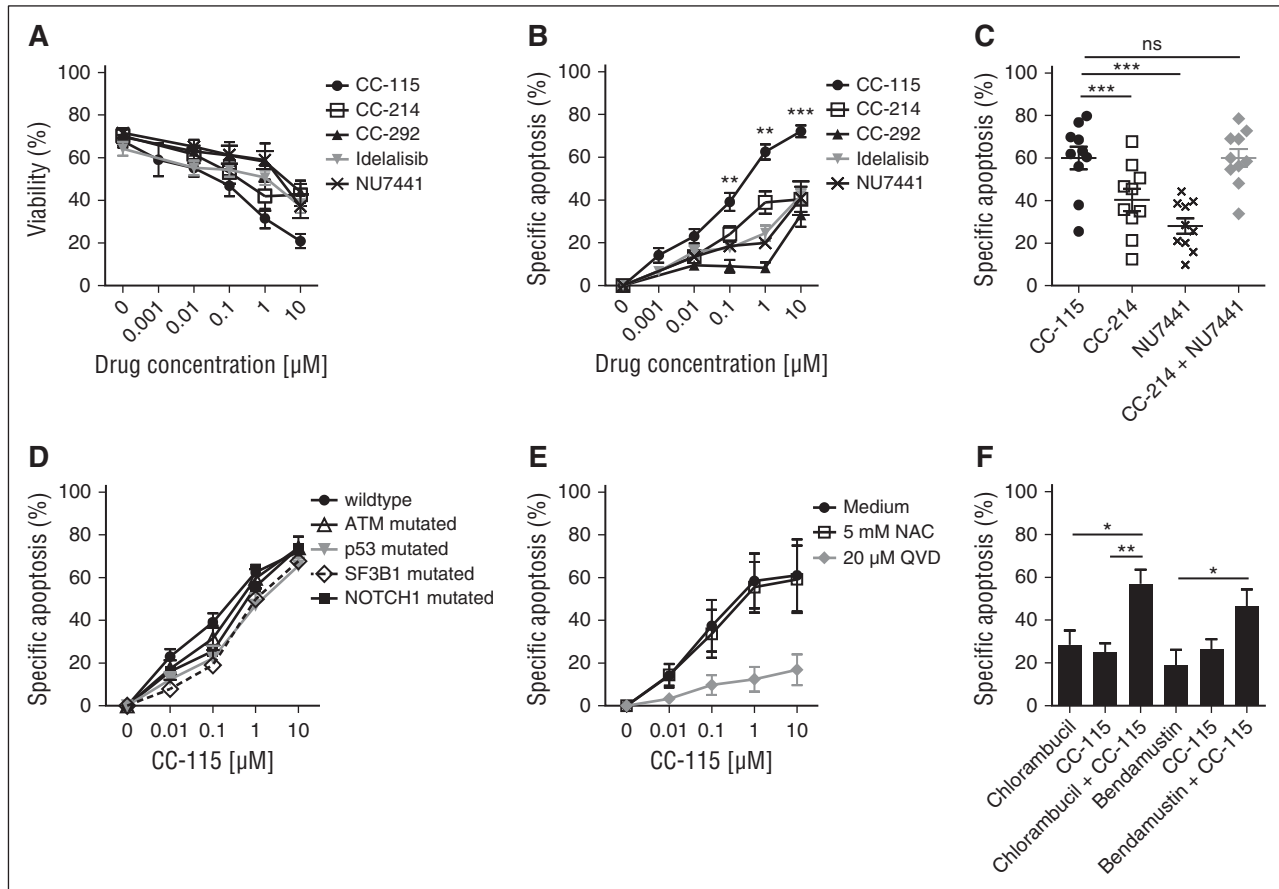 A
Viability (%)
100
80
60
40
20
0
0
0.001
0.01
0.1
1
10
Drug concentration [µM]
CC-115
CC-214
CC-292
Idelalisib
NU7441
B
Specific apoptosis (%)
100
80
60
40
20
0
**
**
***
0
0.001
0.01
0.1
1
10
Drug concentration [µM]
CC-115
CC-214
CC-292
Idelalisib
NU7441
C
Specific apoptosis (%)
100
80
60
40
20
0
ns
***
***
CC-115
CC-214
NU7441
CC-214 + NU7441
D
Specific apoptosis (%)
100
80
60
40
20
0
0
0.01
0.1
1
10
CC-115 [µM]
wildtype
ATM mutated
p53 mutated
SF3B1 mutated
NOTCH1 mutated
E
Specific apoptosis (%)
100
80
60
40
20
0
0
0.01
0.1
1
10
CC-115 [µM]
Medium
5 mM NAC
20 µM QVD
F
Specific apoptosis (%)
100
80
60
40
20
0
*
**
*
Chlorambucil
CC-115
Chlorambucil + CC-115
Bendamustin
CC-115
Bendamustin + CC-115